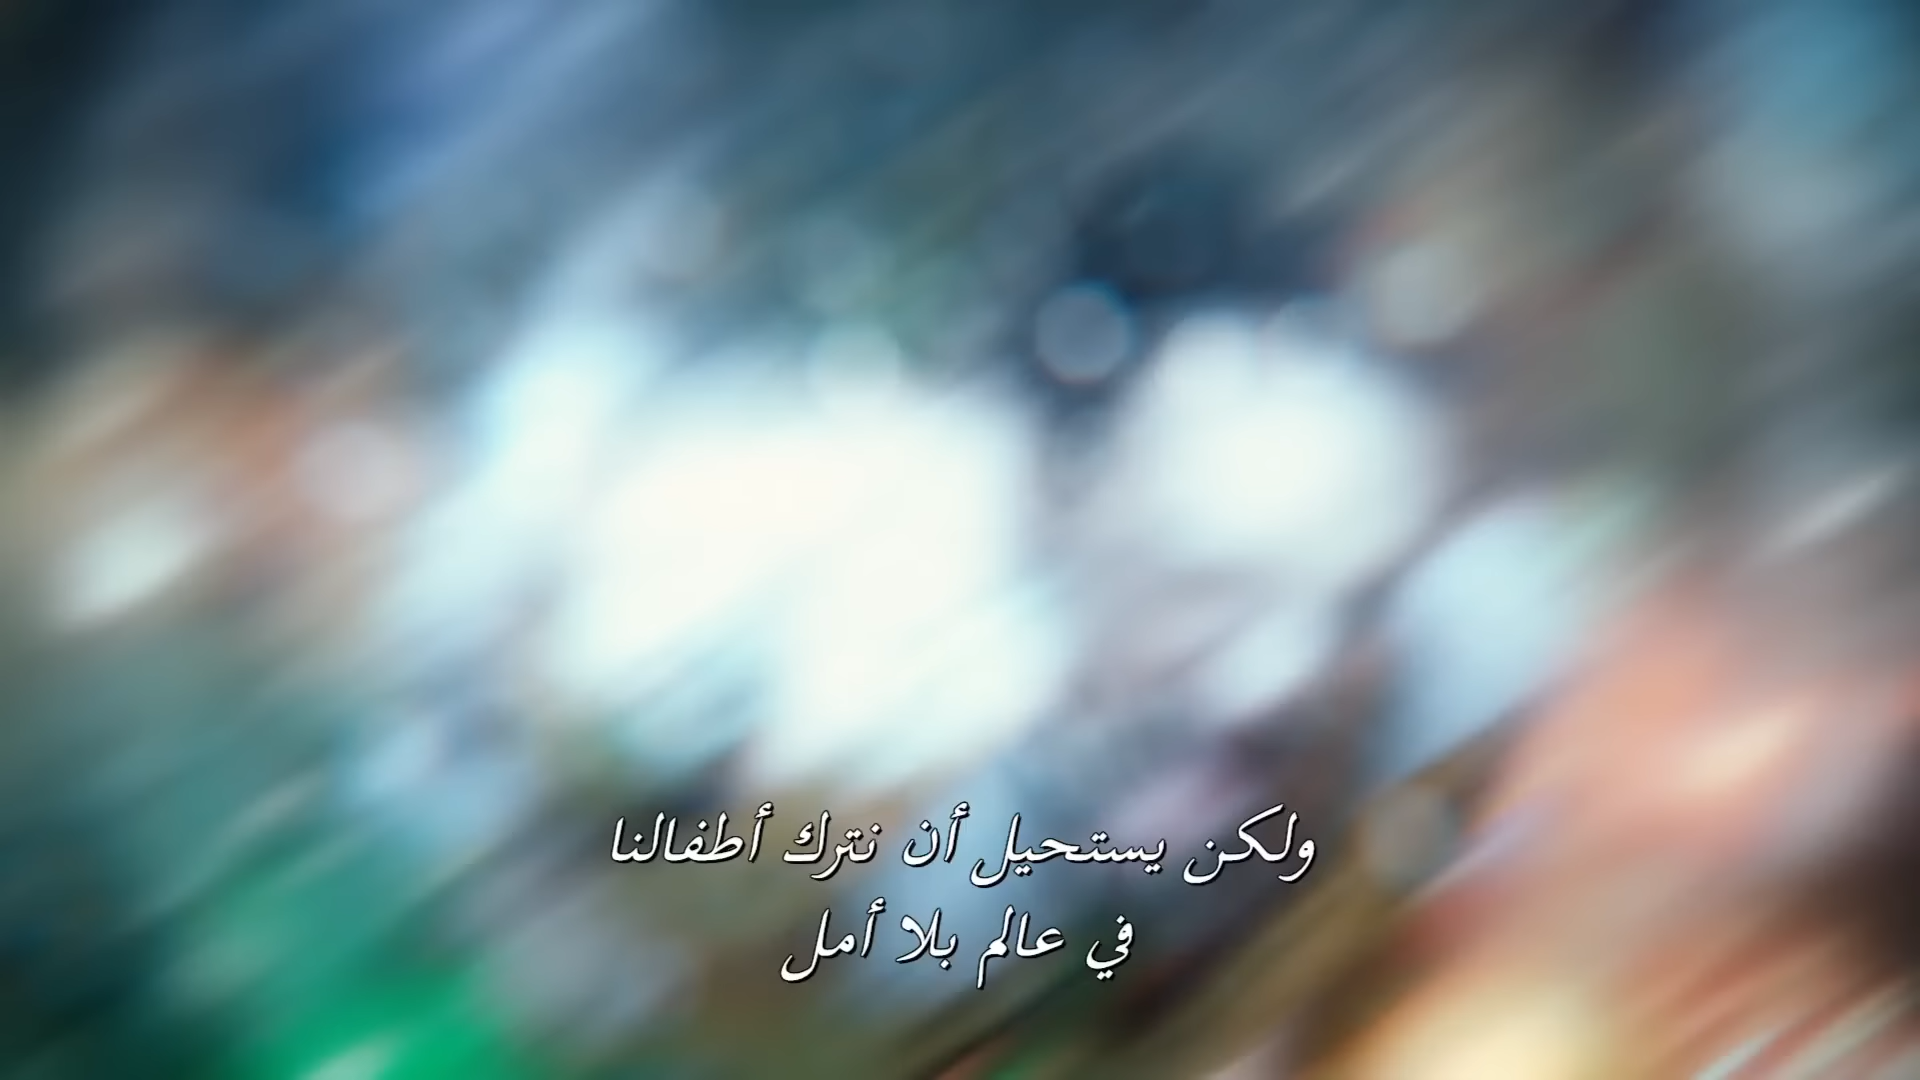 ولكن يستحيل أن نترك أطفالنا
في عالم بلا أمل